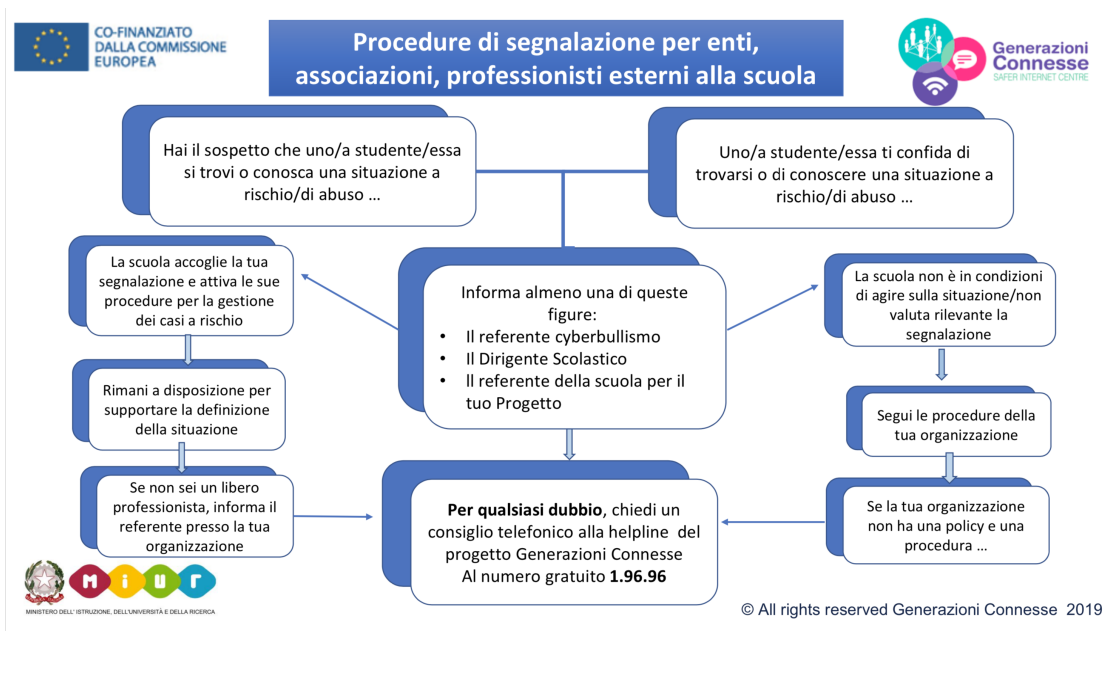 CO-FINANZIATO
DALLA COMMISSIONE
EUROPEA
Procedure di segnalazione per enti,
associazioni, professionisti esterni alla scuola
Generazioni
Connesse
SAFER INTERNET CENTRE
Hai il sospetto che uno/a studente/essa
si trovi o conosca una situazione a
rischio/di abuso ...
Uno/a studente/essa ti confida di
trovarsi o di conoscere una situazione a
rischio/di abuso ...
La scuola accoglie la tua
segnalazione e attiva le sue
procedure per la gestione
dei casi a rischio
Informa almeno una di queste
figure:
• Il referente cyberbullismo
• Il Dirigente Scolastico
• Il referente della scuola per il
tuo Progetto
La scuola non è in condizioni
di agire sulla situazione/non
valuta rilevante la
segnalazione
Rimani a disposizione per
supportare la definizione
della situazione
Segui le procedure della
tua organizzazione
Se non sei un libero
professionista, informa il
referente presso la tua
organizzazione
Per qualsiasi dubbio, chiedi un
consiglio telefonico alla helpline del
progetto Generazioni Connesse
Al numero gratuito 1.96.96
Se la tua organizzazione
non ha una policy e una
procedura ...
miur
MINISTERO DELL' ISTRUZIONE, DELL'UNIVERSITÀ E DELLA RICERCA
© All rights reserved Generazioni Connesse 2019